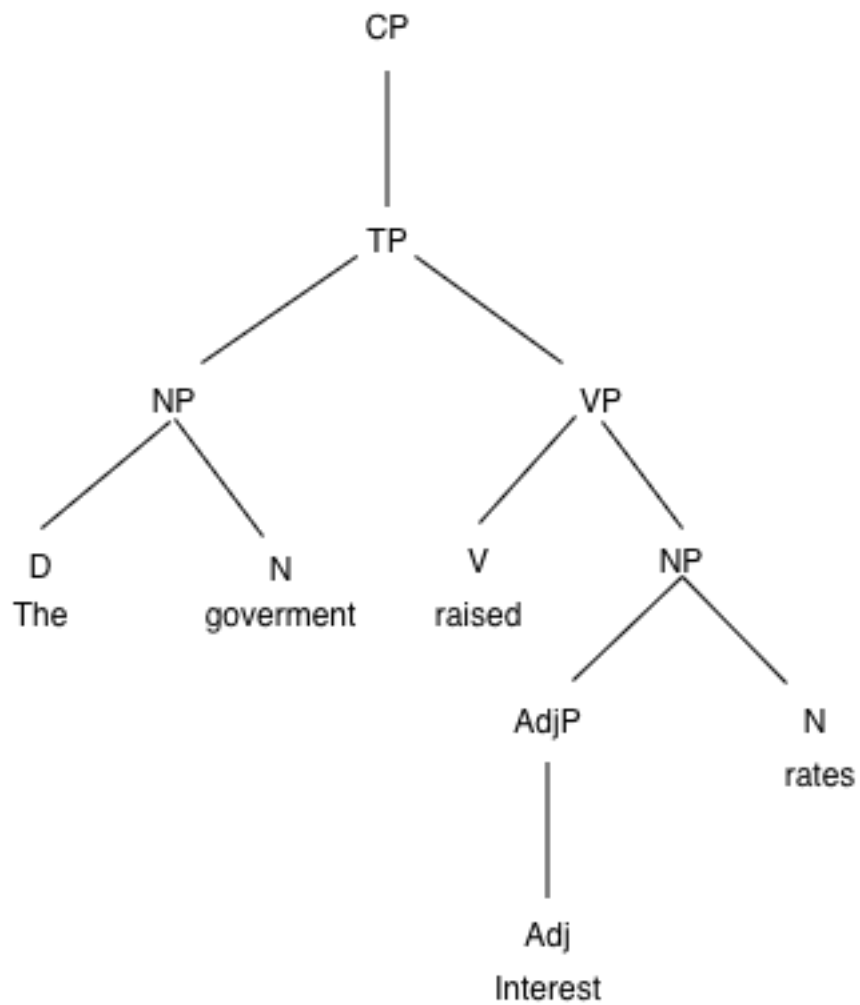 CP
TP
NP VP
D N V NP
The goverment raised
AdjP N
rates
Adj
Interest